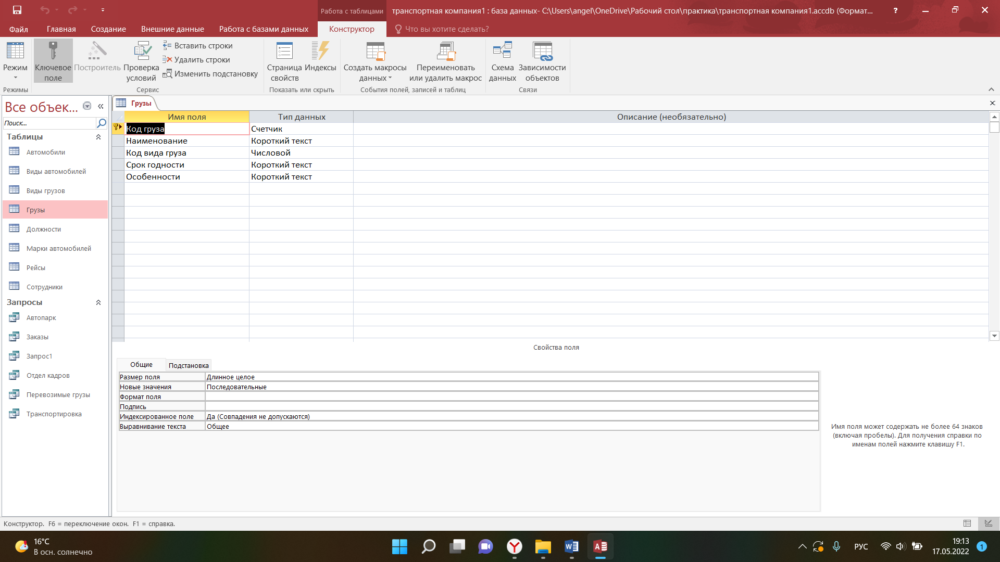 Работа с таблицами
транспортная компания1 : база данных- C:\Users\angel\OneDrive\Рабочий стол\практика\транспортная компания1.accdb (Формат...
?
Файл
Главная
Создание
Внешние данные
Работа с базами данных
Конструктор
Что вы хотите сделать?
Режим
Ключевое поле
Построитель
Проверка условий
Вставить строки
Удалить строки
Изменить подстановку
Страница свойств
Индексы
Создать макросы данных
Переименовать или удалить макрос
Схема данных
Зависимости объектов
Режимы
Сервис
Показать или скрыть
События полей, записей и таблиц
Связи
Все объек...
Поиск...
Таблицы
Автомобили
Виды автомобилей
Виды грузов
Грузы
Должности
Марки автомобилей
Рейсы
Сотрудники
Запросы
Автопарк
Заказы
Запрос1
Отдел кадров
Перевозимые грузы
Транспортировка
Грузы
Имя поля Тип данных Описание (необязательно)
Код груза Счетчик
Наименование Короткий текст
Код вида груза Числовой
Срок годности Короткий текст
Особенности Короткий текст
Свойства поля
Общие Подстановка
Размер поля Длинное целое
Новые значения Последовательные
Формат поля
Подпись
Индексированное поле Да (Совпадения не допускаются)
Выравнивание текста Общее
Имя поля может содержать не более 64 знаков
(включая пробелы). Для получения справки по
именам полей нажмите клавишу F1.
Конструктор. F6 = переключение окон. F1 = справка.
16°C
В осн. солнечно
РУС
19:13
17.05.2022
1